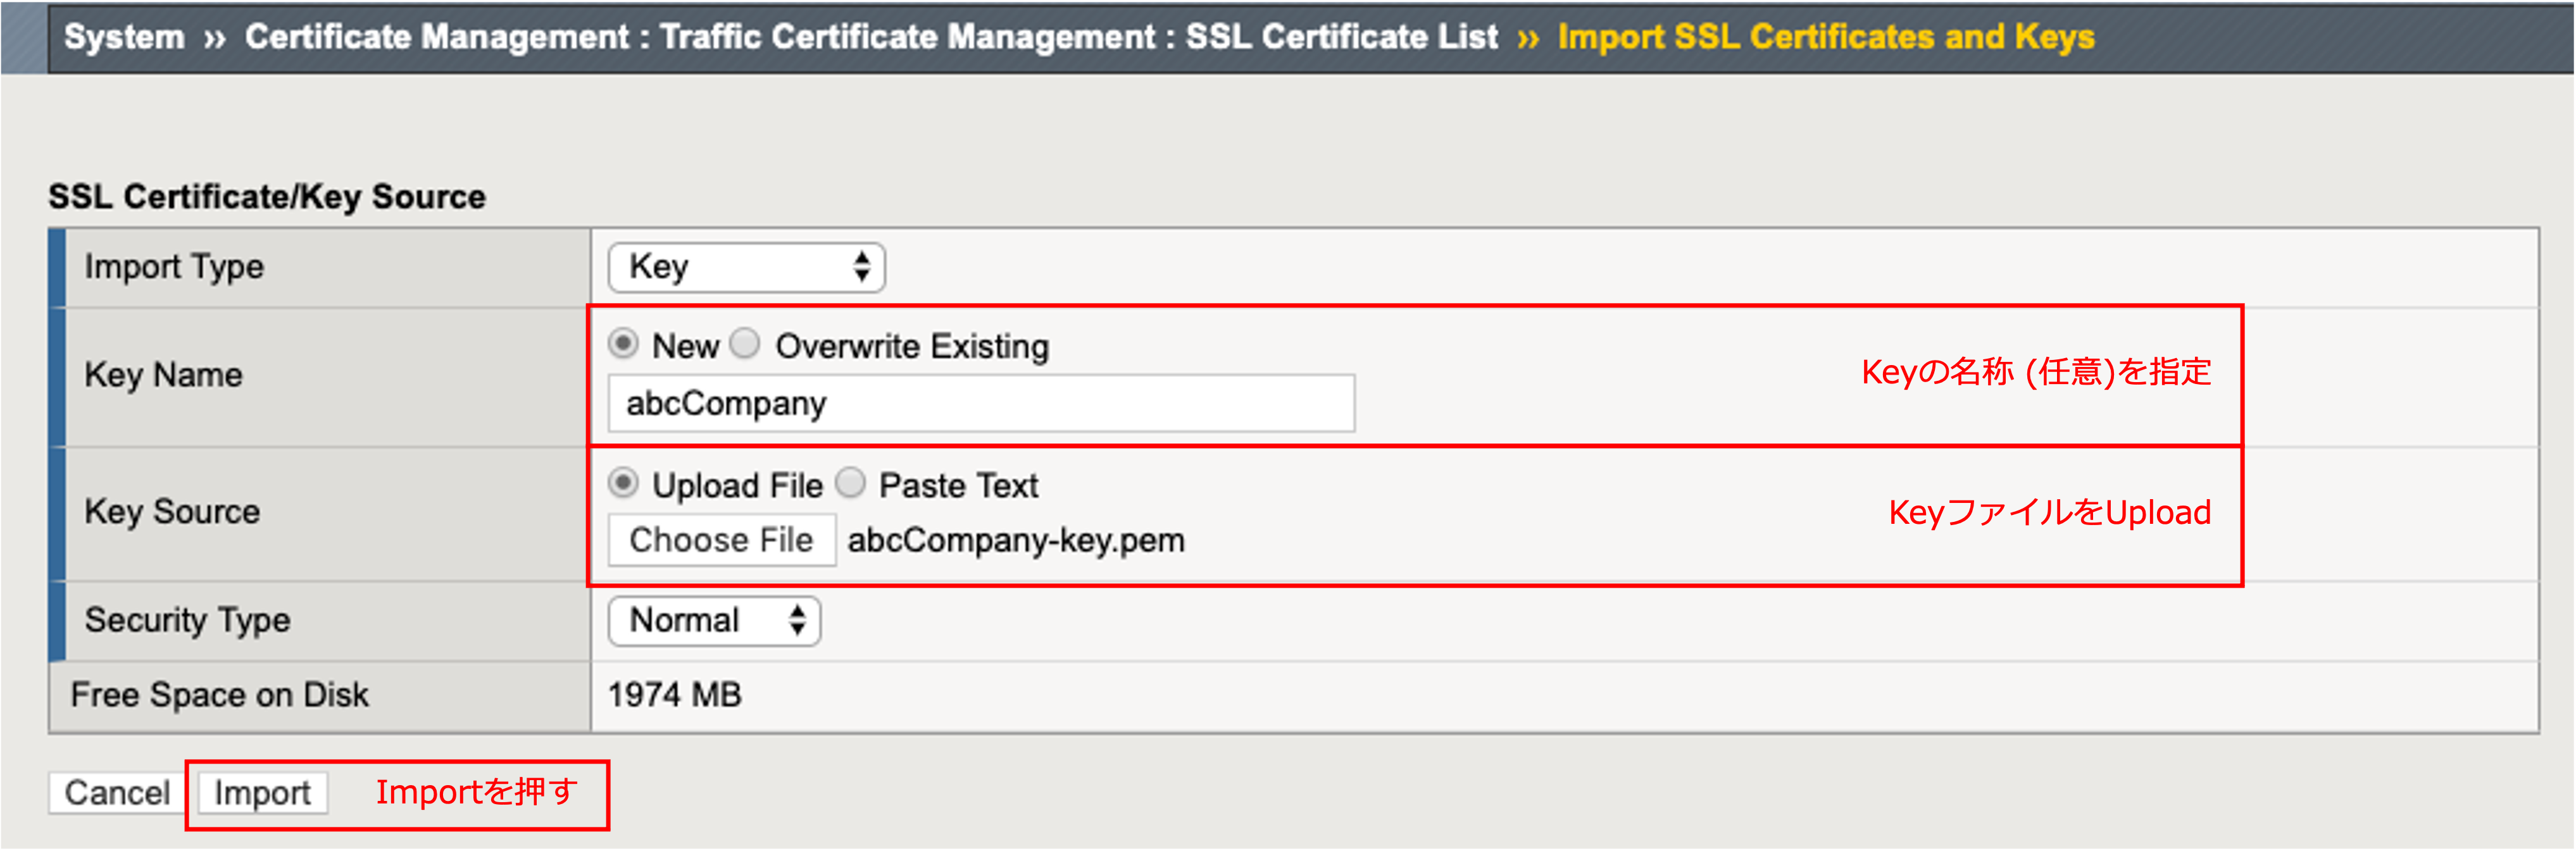 System ›› Certificate Management : Traffic Certificate Management : SSL Certificate List ›› Import SSL Certificates and Keys
SSL Certificate/Key Source
Import Type Key
Key Name New Overwrite Existing
abcCompany
Keyの名称 (任意)を指定
Key Source Upload File Paste Text
Choose File abcCompany-key.pem
KeyファイルをUpload
Security Type Normal
Free Space on Disk 1974 MB
Cancel Import Importを押す